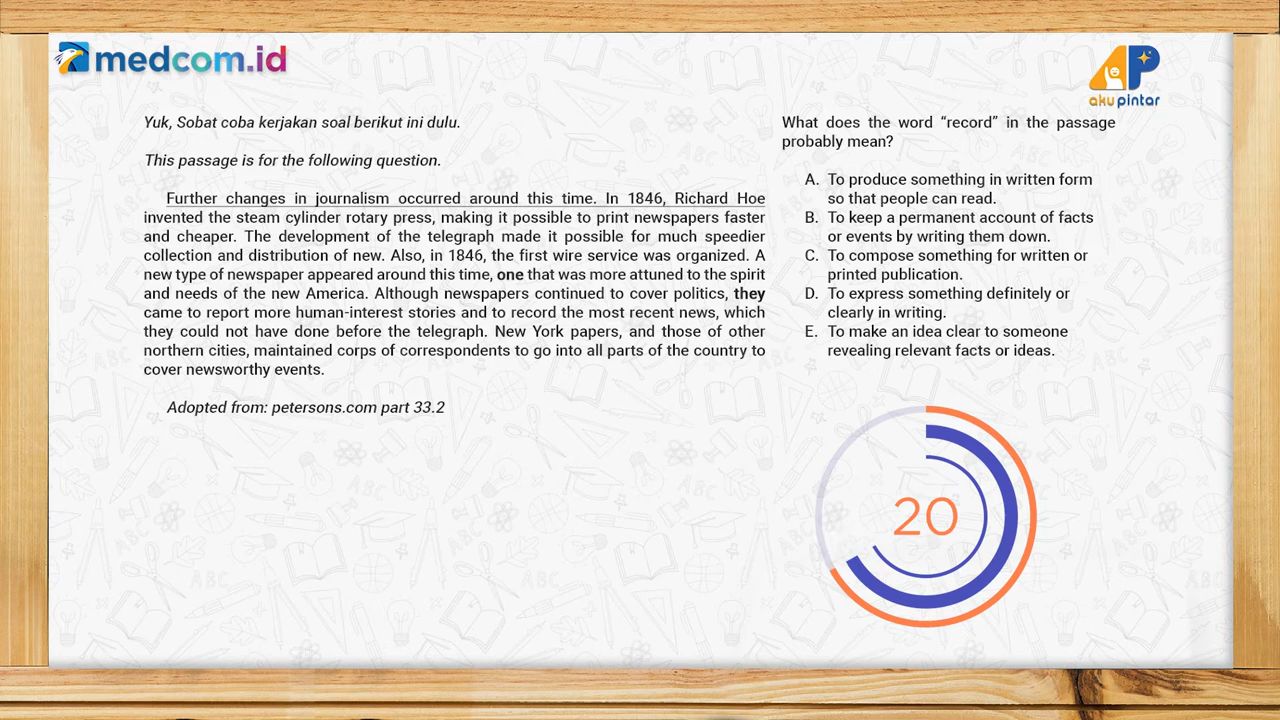 medcom.id
AP
aku pintar
Yuk, Sobat coba kerjakan soal berikut ini dulu.
This passage is for the following question.
Further changes in journalism occurred around this time. In 1846, Richard Hoe
invented the steam cylinder rotary press, making it possible to print newspapers faster
and cheaper. The development of the telegraph made it possible for much speedier
collection and distribution of new. Also, in 1846, the first wire service was organized. A
new type of newspaper appeared around this time, one that was more attuned to the spirit
and needs of the new America. Although newspapers continued to cover politics, they
came to report more human-interest stories and to record the most recent news, which
they could not have done before the telegraph. New York papers, and those of other
northern cities, maintained corps of correspondents to go into all parts of the country to
cover newsworthy events.
Adopted from: petersons.com part 33.2
What does the word “record” in the passage
probably mean?
A. To produce something in written form
so that people can read.
B. To keep a permanent account of facts
or events by writing them down.
C. To compose something for written or
printed publication.
D. To express something definitely or
clearly in writing.
E. To make an idea clear to someone
revealing relevant facts or ideas.
20